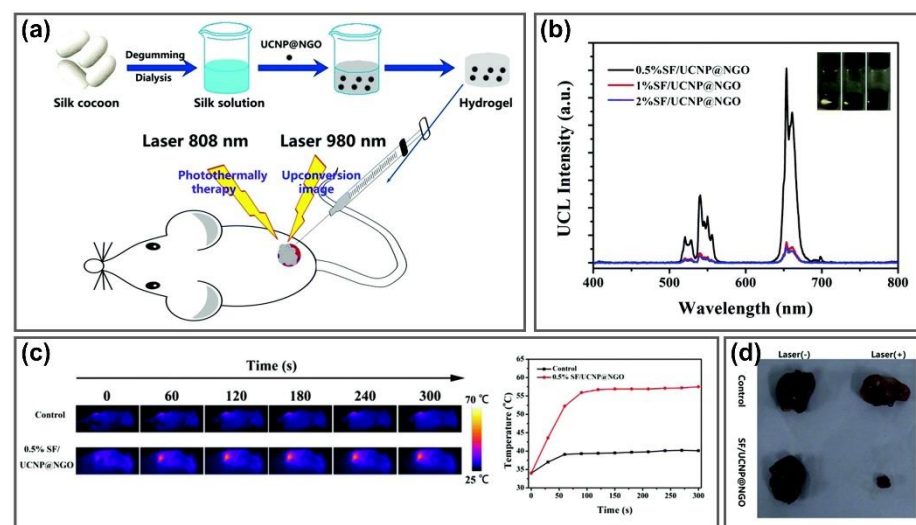 (a)
Degumming
Dialysis
UCNP@NGO
Silk cocoon
Silk solution
Hydrogel
Laser 808 nm
Laser 980 nm
Photothermally
therapy
Upconversion
image
(b)
UCL Intensity (a.u.)
0.5%SF/UCNP@NGO
1%SF/UCNP@NGO
2%SF/UCNP@NGO
400 500 600 700 800
Wavelength (nm)
(c)
Time (s)
0 60 120 180 240 300
Control
0.5% SF/
UCNP@NGO
70 ℃
25 ℃
Temperature (°C)
65
60
55
50
45
40
35
30
Control
0.5% SF/UCNP@NGO
0 50 100 150 200 250 300
Time (s)
(d)
Laser(-) Laser(+)
Control
SF/UCNP@NGO